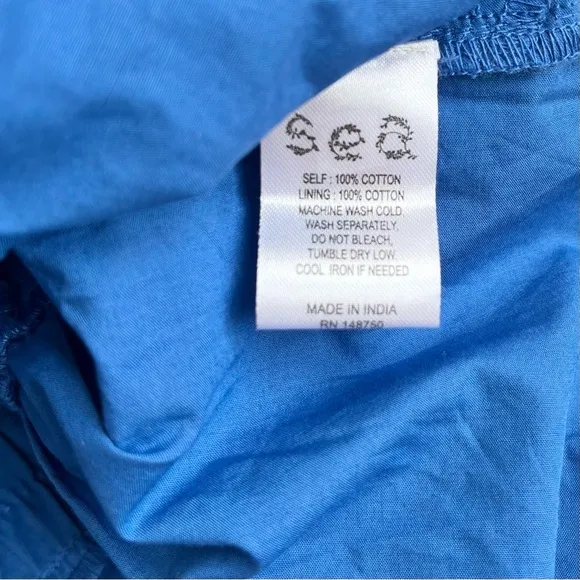 sea
SELF : 100% COTTON
LINING : 100% COTTON
MACHINE WASH COLD.
WASH SEPARATELY,
DO NOT BLEACH,
TUMBLE DRY LOW,
COOL IRON IF NEEDED
MADE IN INDIA
RN 148750